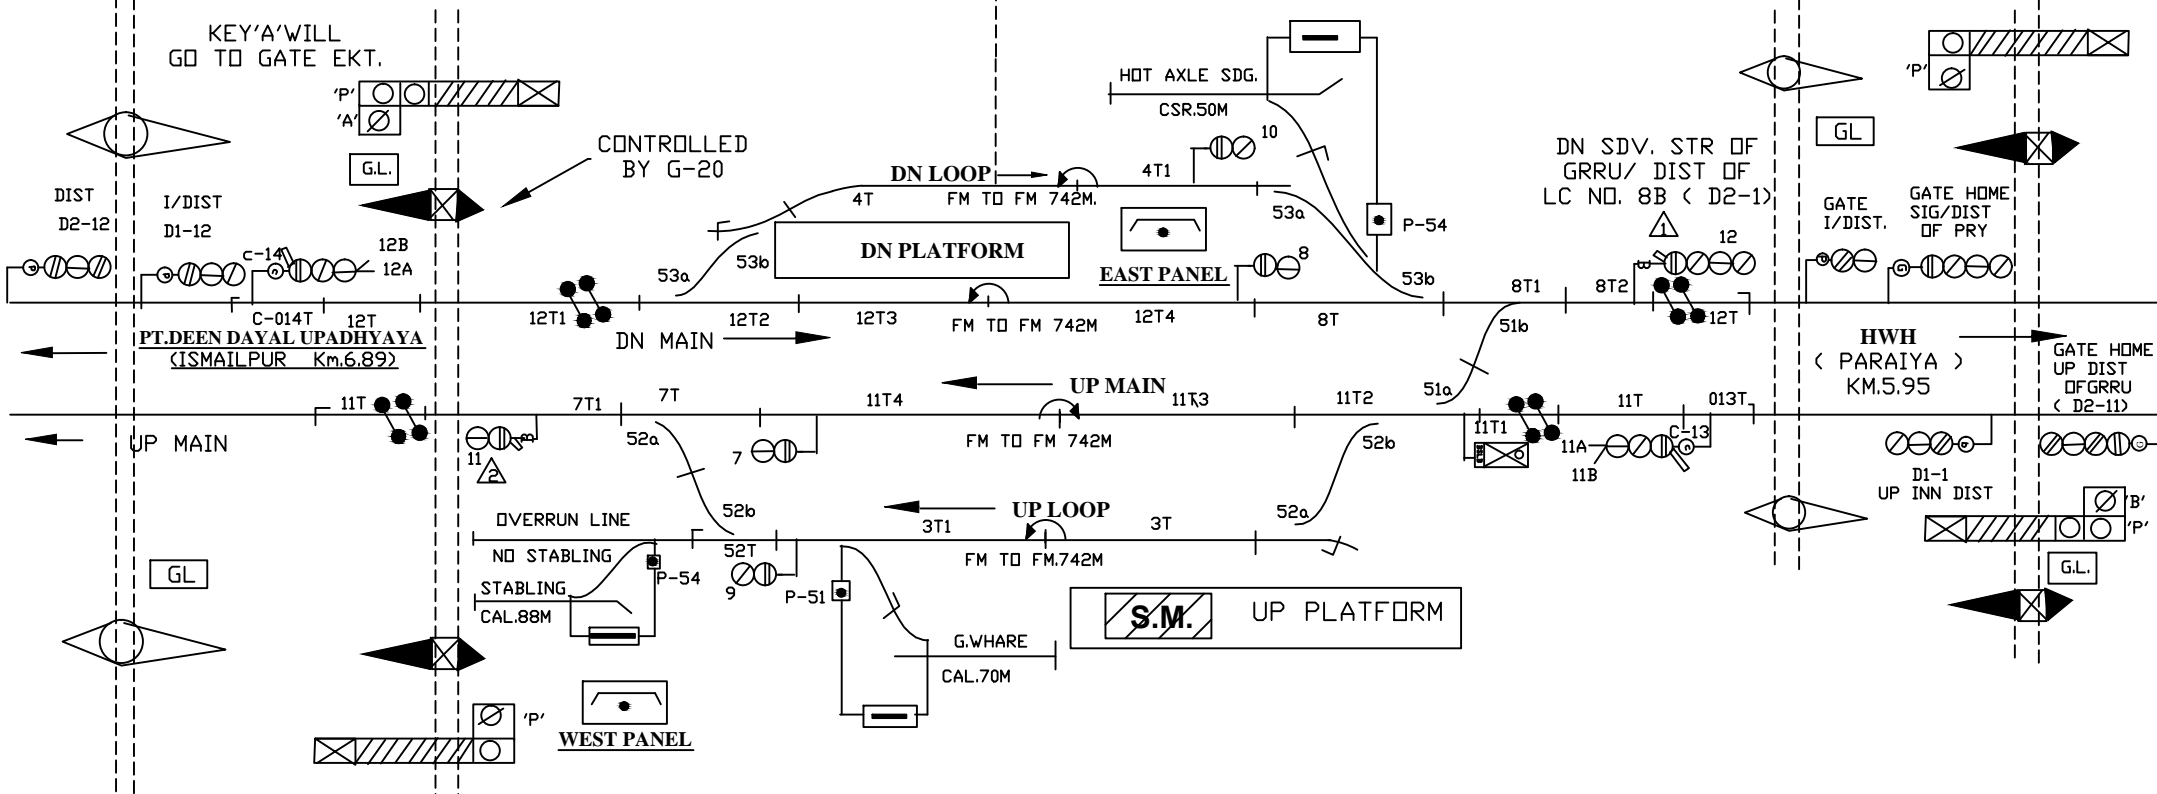 KEY'A'WILL
GO TO GATE EKT.
'P'
'A'
G.L.
CONTROLLED
BY G-20
DIST
D2-12
I/DIST
D1-12
C-14
12B
12A
C-014T
12T
PT.DEEN DAYAL UPADHYAYA
(ISMAILPUR Km.6.89)
HOT AXLE SDG.
CSR.50M
10
DN LOOP
4T
4T1
FM TO FM 742M.
53a
53b
DN PLATFORM
EAST PANEL
8
53a
53b
P-54
12T1
12T2
12T3
FM TO FM 742M
12T4
8T
8T1
8T2
51b
DN MAIN
DN SDV. STR OF
GRRU/ DIST OF
LC NO. 8B ( D2-1)
1
12
B
12T
'P'
GL
GATE
I/DIST.
GATE HOME
SIG/DIST
OF PRY
P
G
HWH
( PARAIYA )
KM.5.95
GATE HOME
UP DIST
OFGRRU
( D2-11)
UP MAIN
11T
7T1
7T
11T4
11T3
11T2
51a
11T
013T
UP MAIN
11
B
2
52a
7
FM TO FM 742M
52b
11T1
11A
11B
C-13
D1-1
UP INN DIST
'B'
'P'
G.L.
OVERRUN LINE
NO STABLING
52b
52T
UP LOOP
3T1
3T
52a
FM TO FM.742M
GL
STABLING
CAL.88M
P-54
9
P-51
G.WHARE
CAL.70M
S.M.
UP PLATFORM
'P'
WEST PANEL